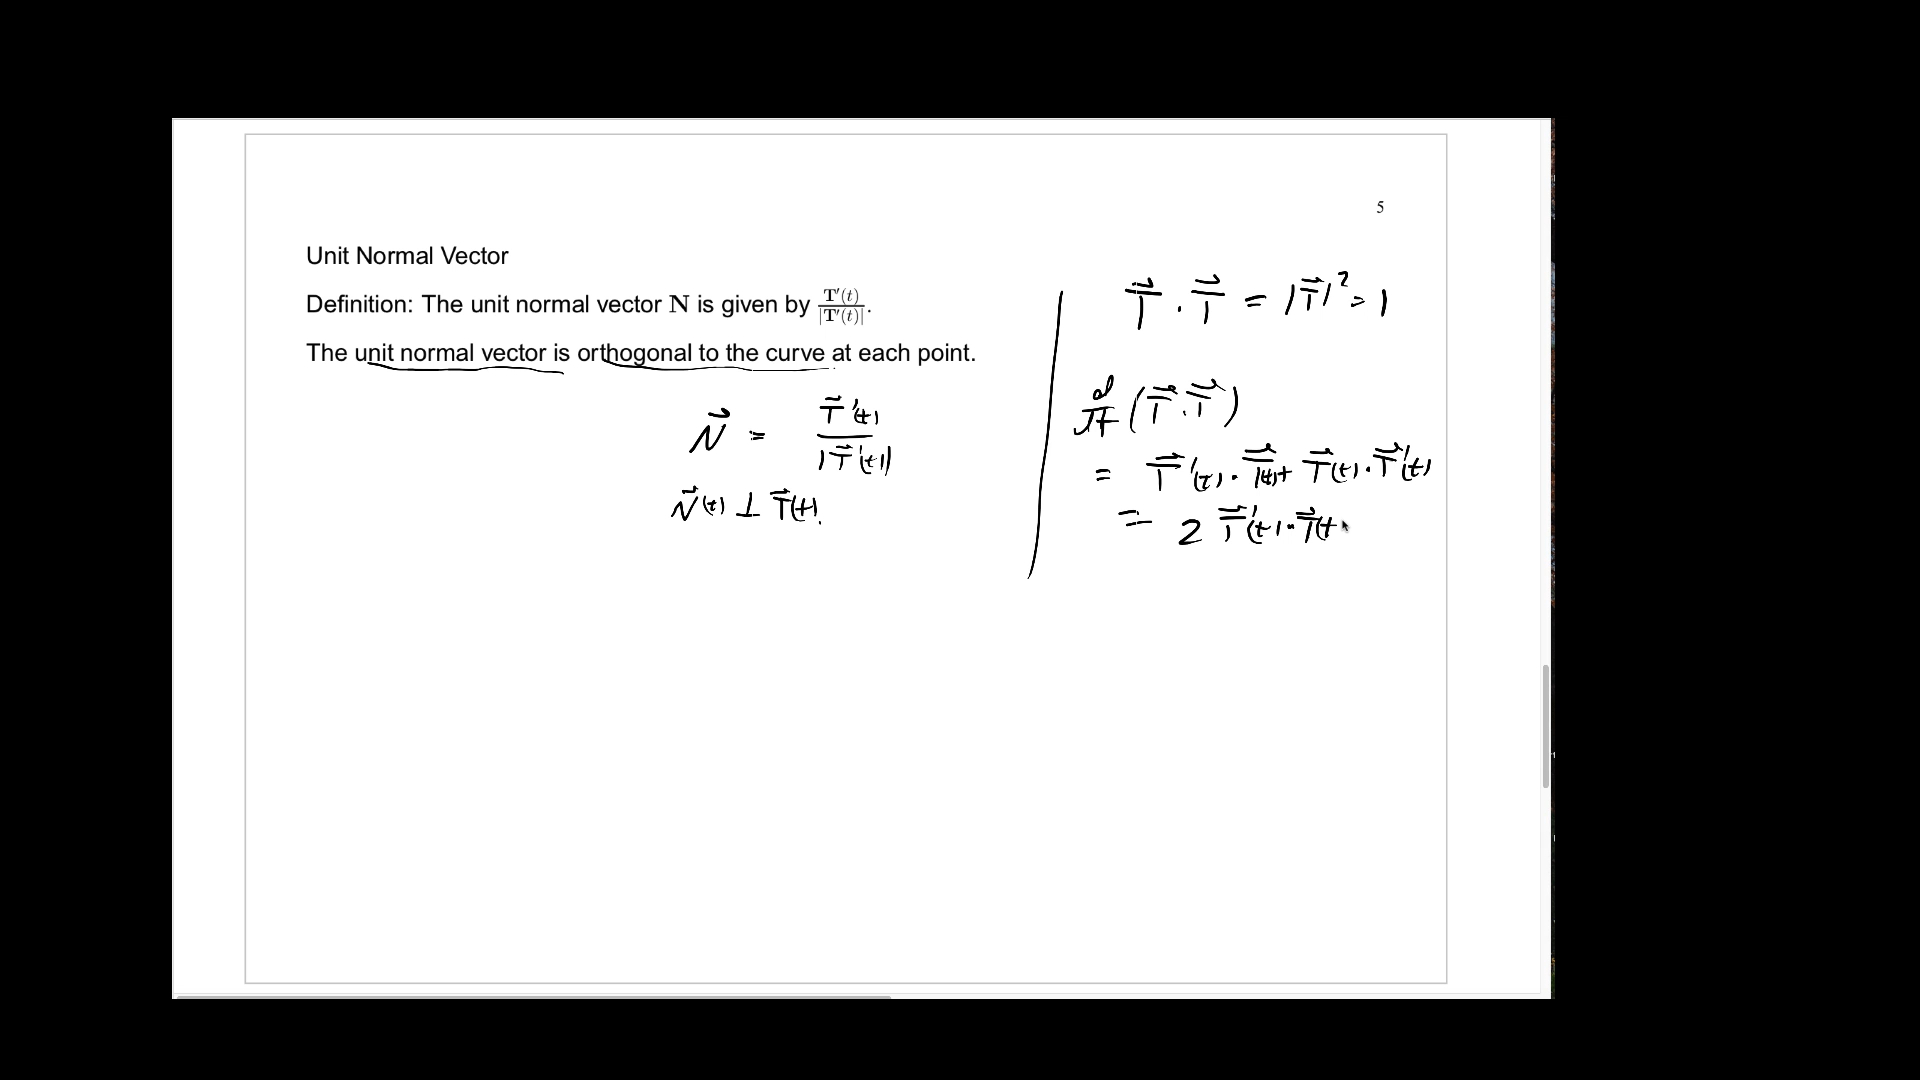 5
Unit Normal Vector
Definition: The unit normal vector N is given by T′(t)/|T′(t)|.
The unit normal vector is orthogonal to the curve at each point.
N⃗ = T⃗′(t)/|T⃗′(t)|
N⃗(t) ⊥ T⃗(t).
T⃗ · T⃗ = |T⃗|² = 1
d/dt (T⃗ · T⃗)
= T⃗′(t) · T⃗(t) + T⃗(t) · T⃗′(t)
= 2 T⃗′(t) · T⃗(t